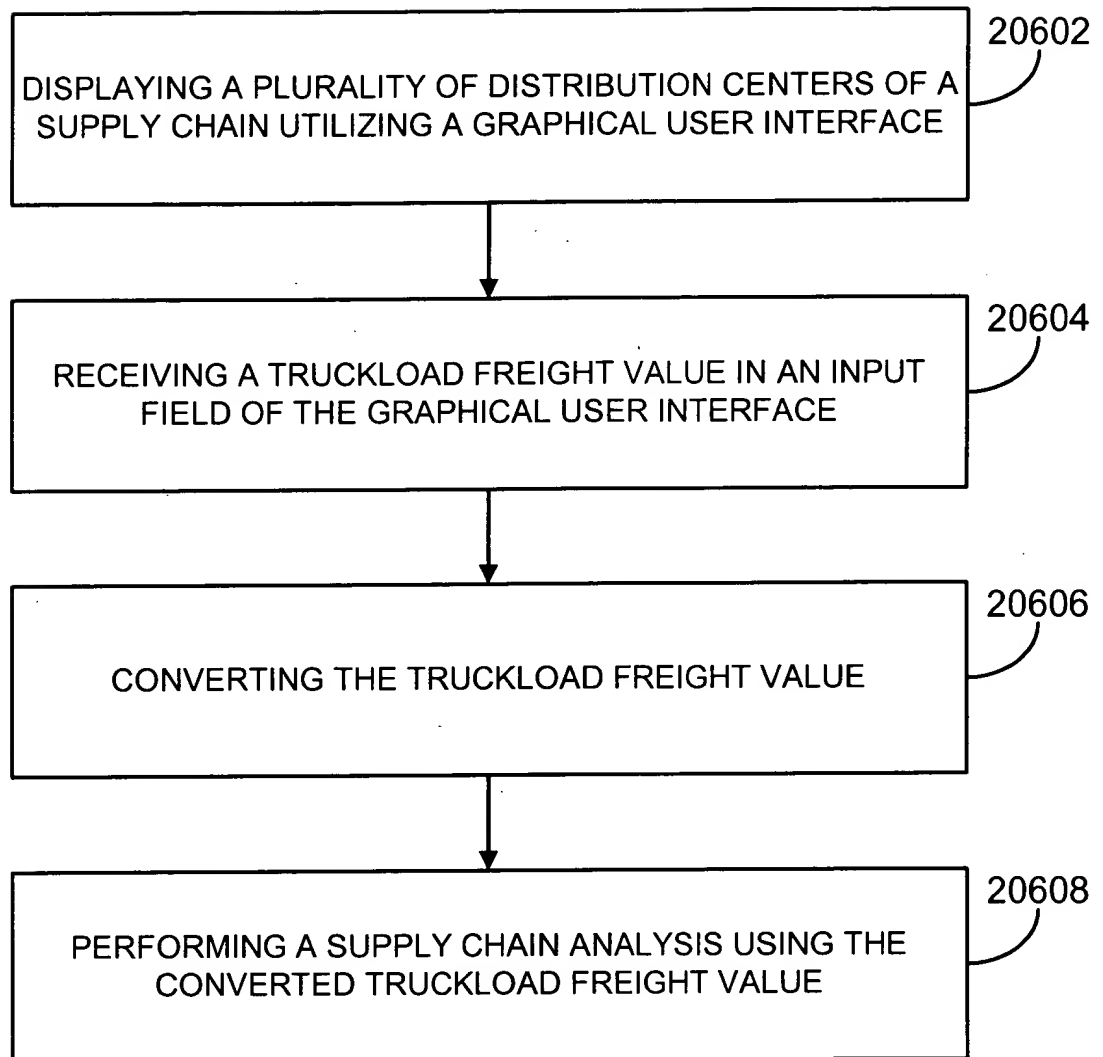 20602
DISPLAYING A PLURALITY OF DISTRIBUTION CENTERS OF A
SUPPLY CHAIN UTILIZING A GRAPHICAL USER INTERFACE
20604
RECEIVING A TRUCKLOAD FREIGHT VALUE IN AN INPUT
FIELD OF THE GRAPHICAL USER INTERFACE
20606
CONVERTING THE TRUCKLOAD FREIGHT VALUE
20608
PERFORMING A SUPPLY CHAIN ANALYSIS USING THE
CONVERTED TRUCKLOAD FREIGHT VALUE